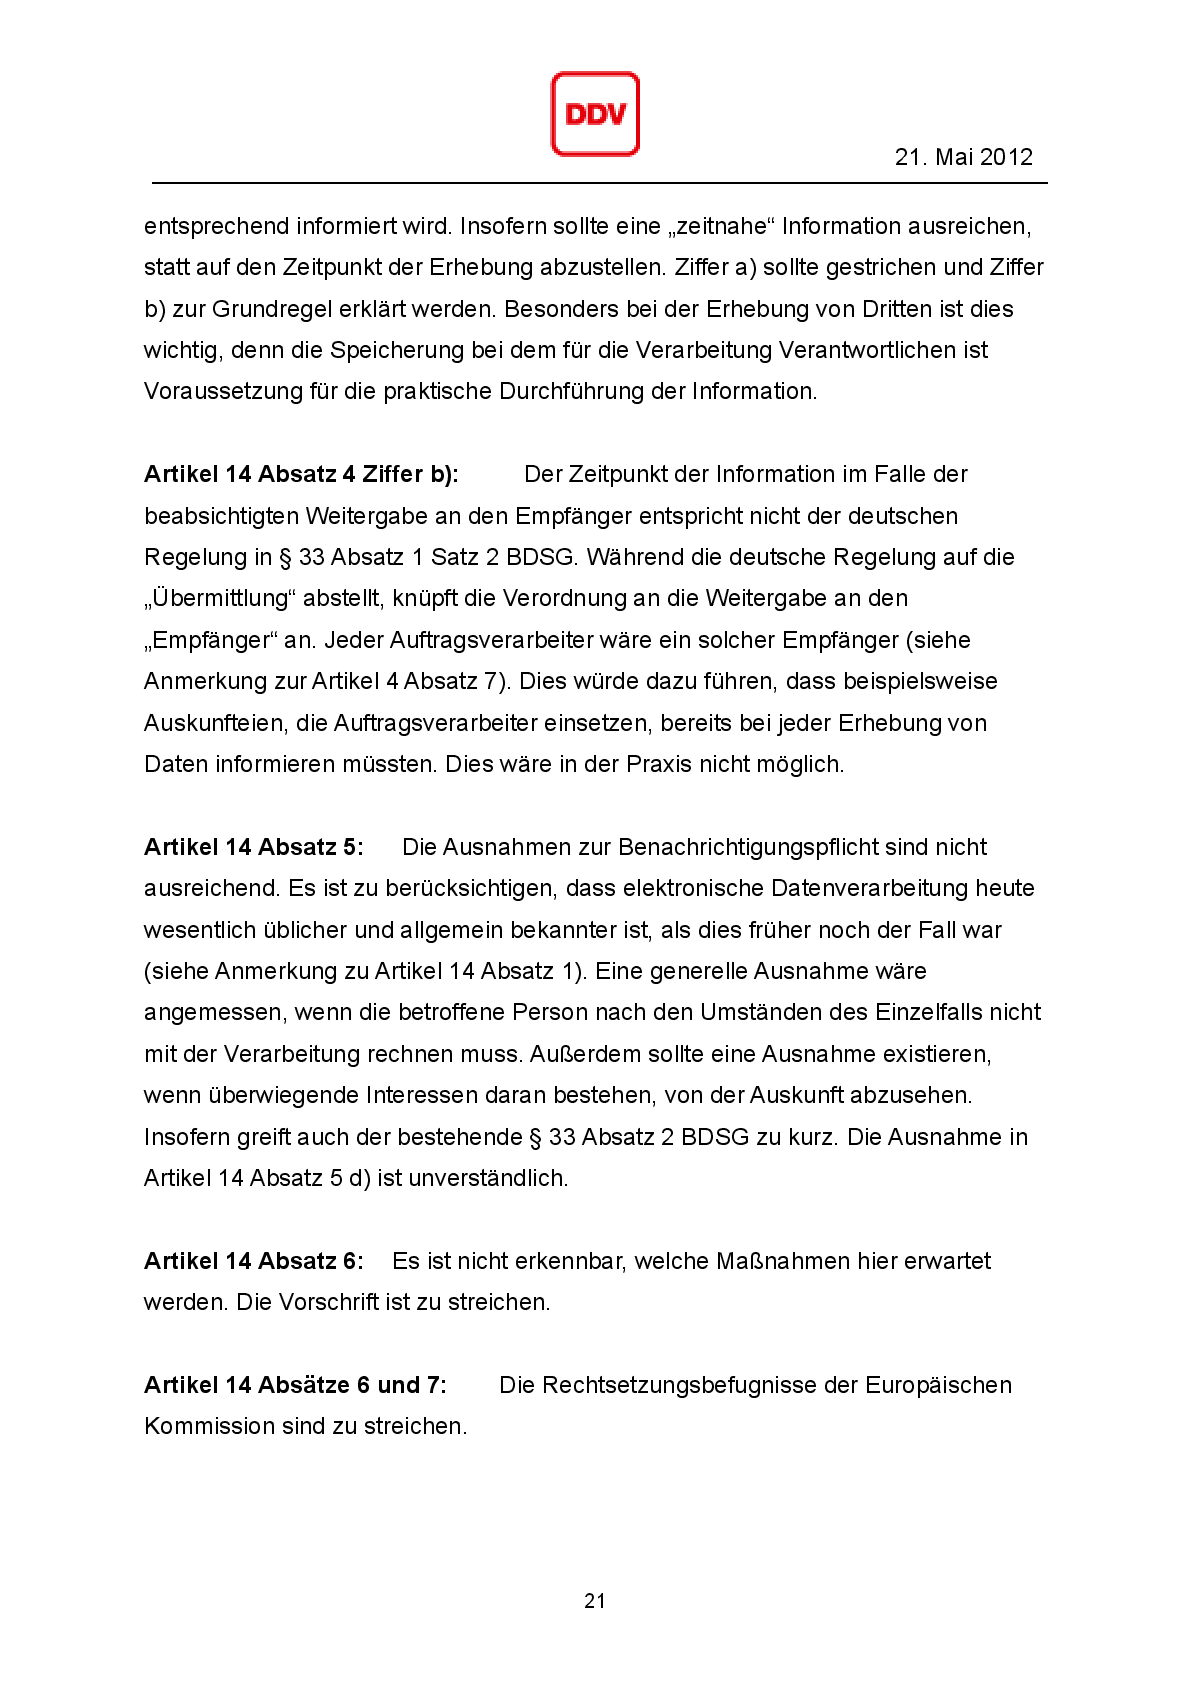 DDV
21. Mai 2012
entsprechend informiert wird. Insofern sollte eine „zeitnahe“ Information ausreichen,
statt auf den Zeitpunkt der Erhebung abzustellen. Ziffer a) sollte gestrichen und Ziffer
b) zur Grundregel erklärt werden. Besonders bei der Erhebung von Dritten ist dies
wichtig, denn die Speicherung bei dem für die Verarbeitung Verantwortlichen ist
Voraussetzung für die praktische Durchführung der Information.
Artikel 14 Absatz 4 Ziffer b): Der Zeitpunkt der Information im Falle der
beabsichtigten Weitergabe an den Empfänger entspricht nicht der deutschen
Regelung in § 33 Absatz 1 Satz 2 BDSG. Während die deutsche Regelung auf die
„Übermittlung“ abstellt, knüpft die Verordnung an die Weitergabe an den
„Empfänger“ an. Jeder Auftragsverarbeiter wäre ein solcher Empfänger (siehe
Anmerkung zur Artikel 4 Absatz 7). Dies würde dazu führen, dass beispielsweise
Auskunfteien, die Auftragsverarbeiter einsetzen, bereits bei jeder Erhebung von
Daten informieren müssten. Dies wäre in der Praxis nicht möglich.
Artikel 14 Absatz 5: Die Ausnahmen zur Benachrichtigungspflicht sind nicht
ausreichend. Es ist zu berücksichtigen, dass elektronische Datenverarbeitung heute
wesentlich üblicher und allgemein bekannter ist, als dies früher noch der Fall war
(siehe Anmerkung zu Artikel 14 Absatz 1). Eine generelle Ausnahme wäre
angemessen, wenn die betroffene Person nach den Umständen des Einzelfalls nicht
mit der Verarbeitung rechnen muss. Außerdem sollte eine Ausnahme existieren,
wenn überwiegende Interessen daran bestehen, von der Auskunft abzusehen.
Insofern greift auch der bestehende § 33 Absatz 2 BDSG zu kurz. Die Ausnahme in
Artikel 14 Absatz 5 d) ist unverständlich.
Artikel 14 Absatz 6: Es ist nicht erkennbar, welche Maßnahmen hier erwartet
werden. Die Vorschrift ist zu streichen.
Artikel 14 Absätze 6 und 7: Die Rechtsetzungsbefugnisse der Europäischen
Kommission sind zu streichen.
21